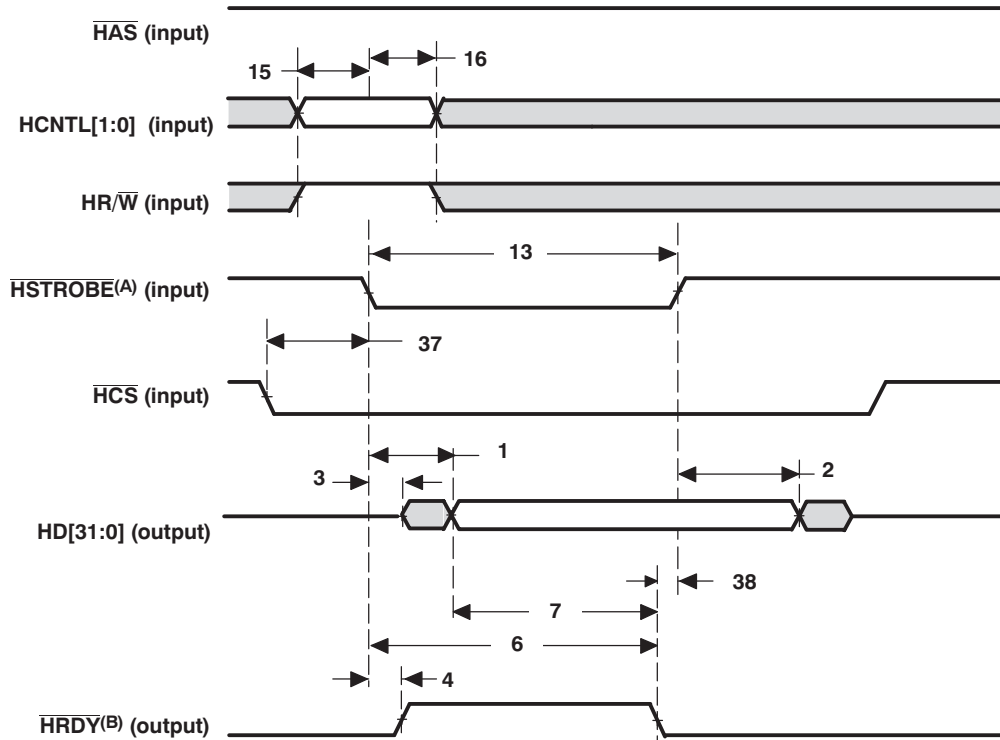 HAS (input)
15
16
HCNTL[1:0] (input)
HR/W (input)
13
HSTROBE(A) (input)
37
HCS (input)
1
3
2
HD[31:0] (output)
38
7
6
4
HRDY(B) (output)